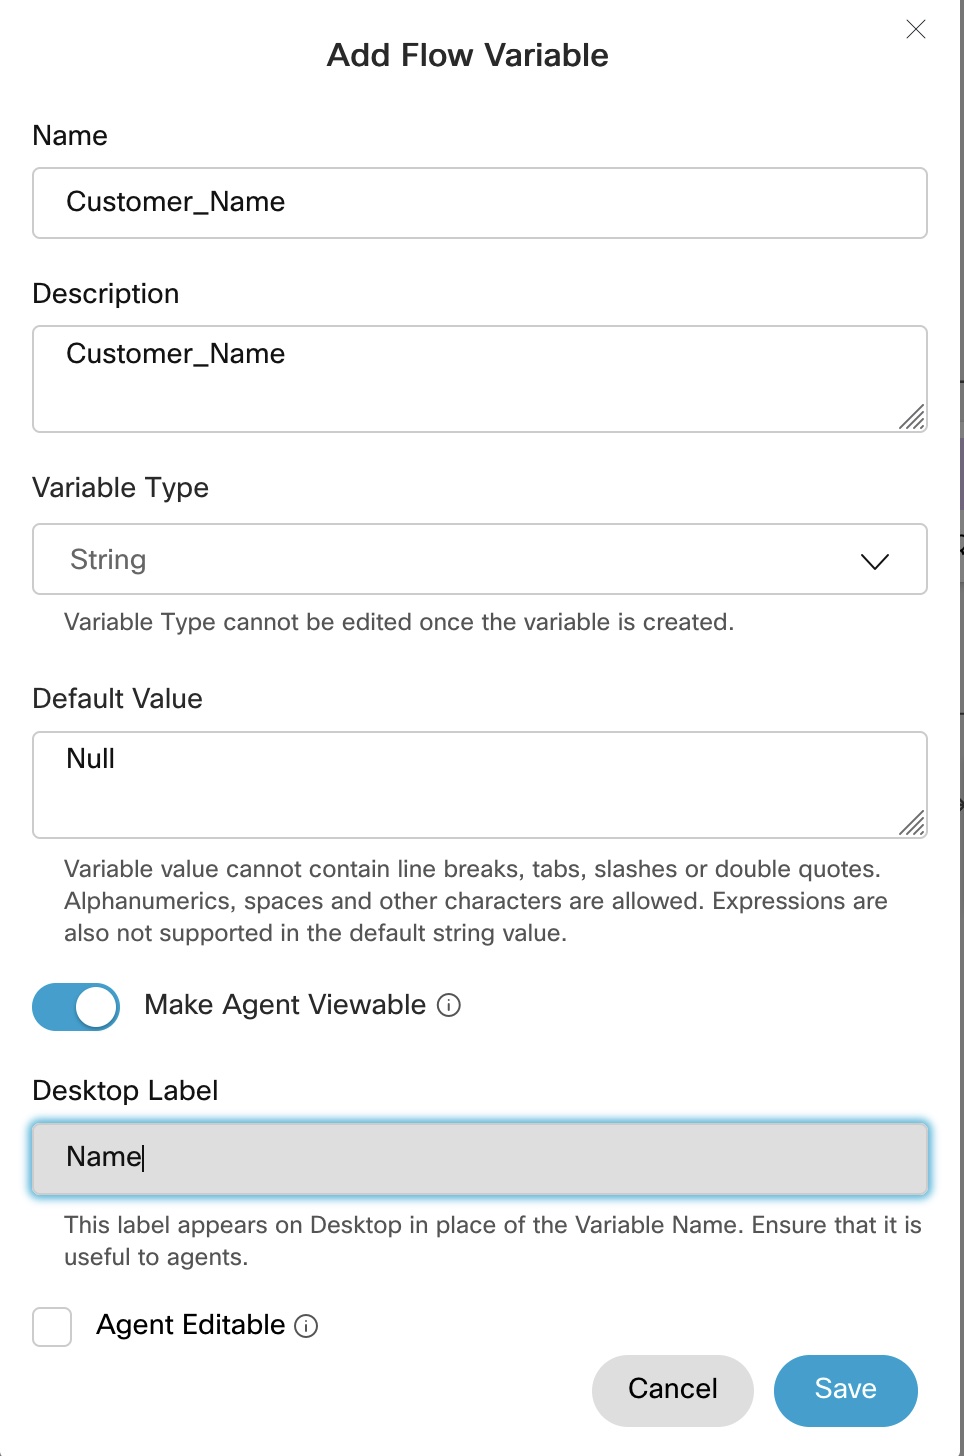 Add Flow Variable
Name
Customer_Name
Description
Customer_Name
Variable Type
String
Variable Type cannot be edited once the variable is created.
Default Value
Null
Variable value cannot contain line breaks, tabs, slashes or double quotes.
Alphanumerics, spaces and other characters are allowed. Expressions are
also not supported in the default string value.
Make Agent Viewable
Desktop Label
Name
This label appears on Desktop in place of the Variable Name. Ensure that it is
useful to agents.
Agent Editable
Cancel
Save